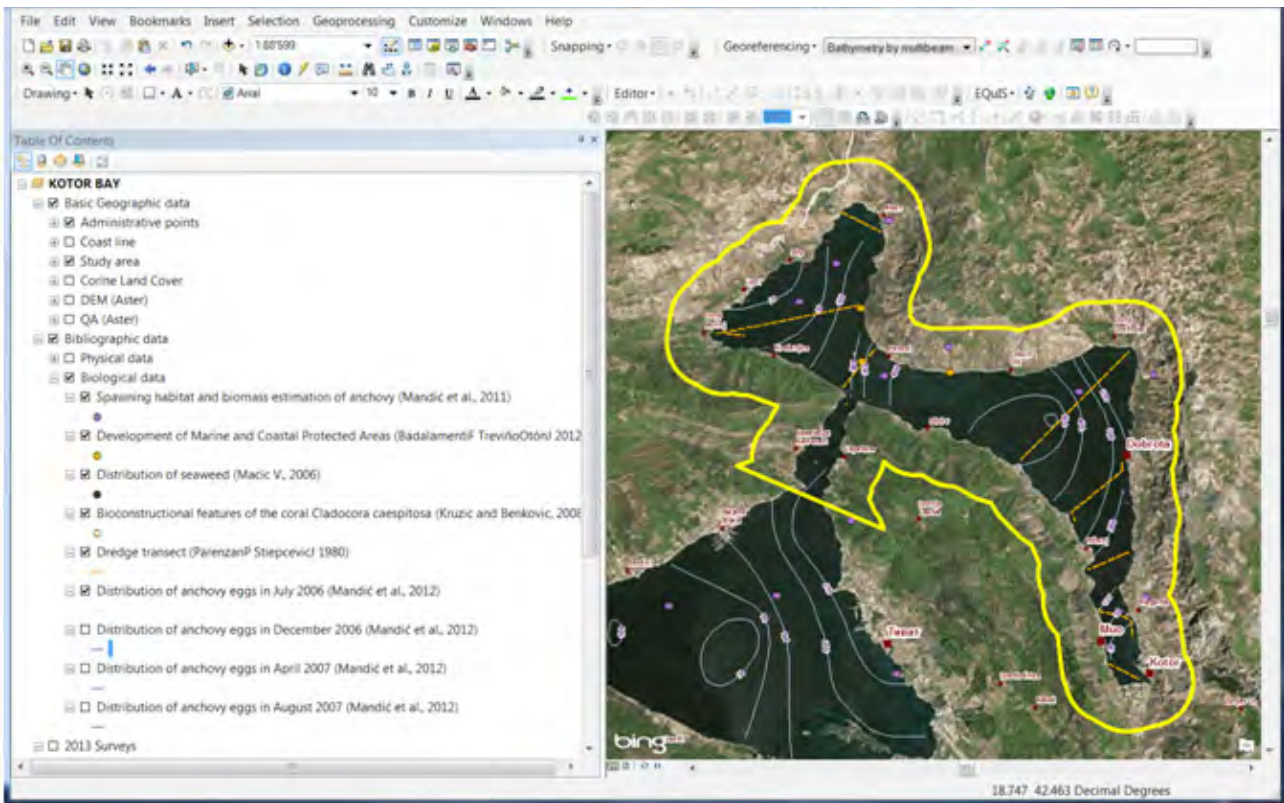 File Edit View Bookmarks Insert Selection Geoprocessing Customize Windows Help
1:88'599 Snapping Georeferencing Bathymetry by multibeam
Drawing Arial 10 B I U A Editor EQuIS
Table Of Contents
KOTOR BAY
Basic Geographic data
Administrative points
Coast line
Study area
Corine Land Cover
DEM (Aster)
QA (Aster)
Bibliographic data
Physical data
Biological data
Spawning habitat and biomass estimation of anchovy (Mandić et al., 2011)
Development of Marine and Coastal Protected Areas (BadalamentiF TreviñoOtónJ 2012
Distribution of seaweed (Macic V., 2006)
Bioconstructional features of the coral Cladocora caespitosa (Kruzic and Benkovic, 2008
Dredge transect (ParenzanP StiepcevicJ 1980)
Distribution of anchovy eggs in July 2006 (Mandić et al., 2012)
Distribution of anchovy eggs in December 2006 (Mandić et al., 2012)
Distribution of anchovy eggs in April 2007 (Mandić et al., 2012)
Distribution of anchovy eggs in August 2007 (Mandić et al., 2012)
2013 Surveys
Dobrota
Tиват
Muo
Kotor
bing
18.747 42.463 Decimal Degrees